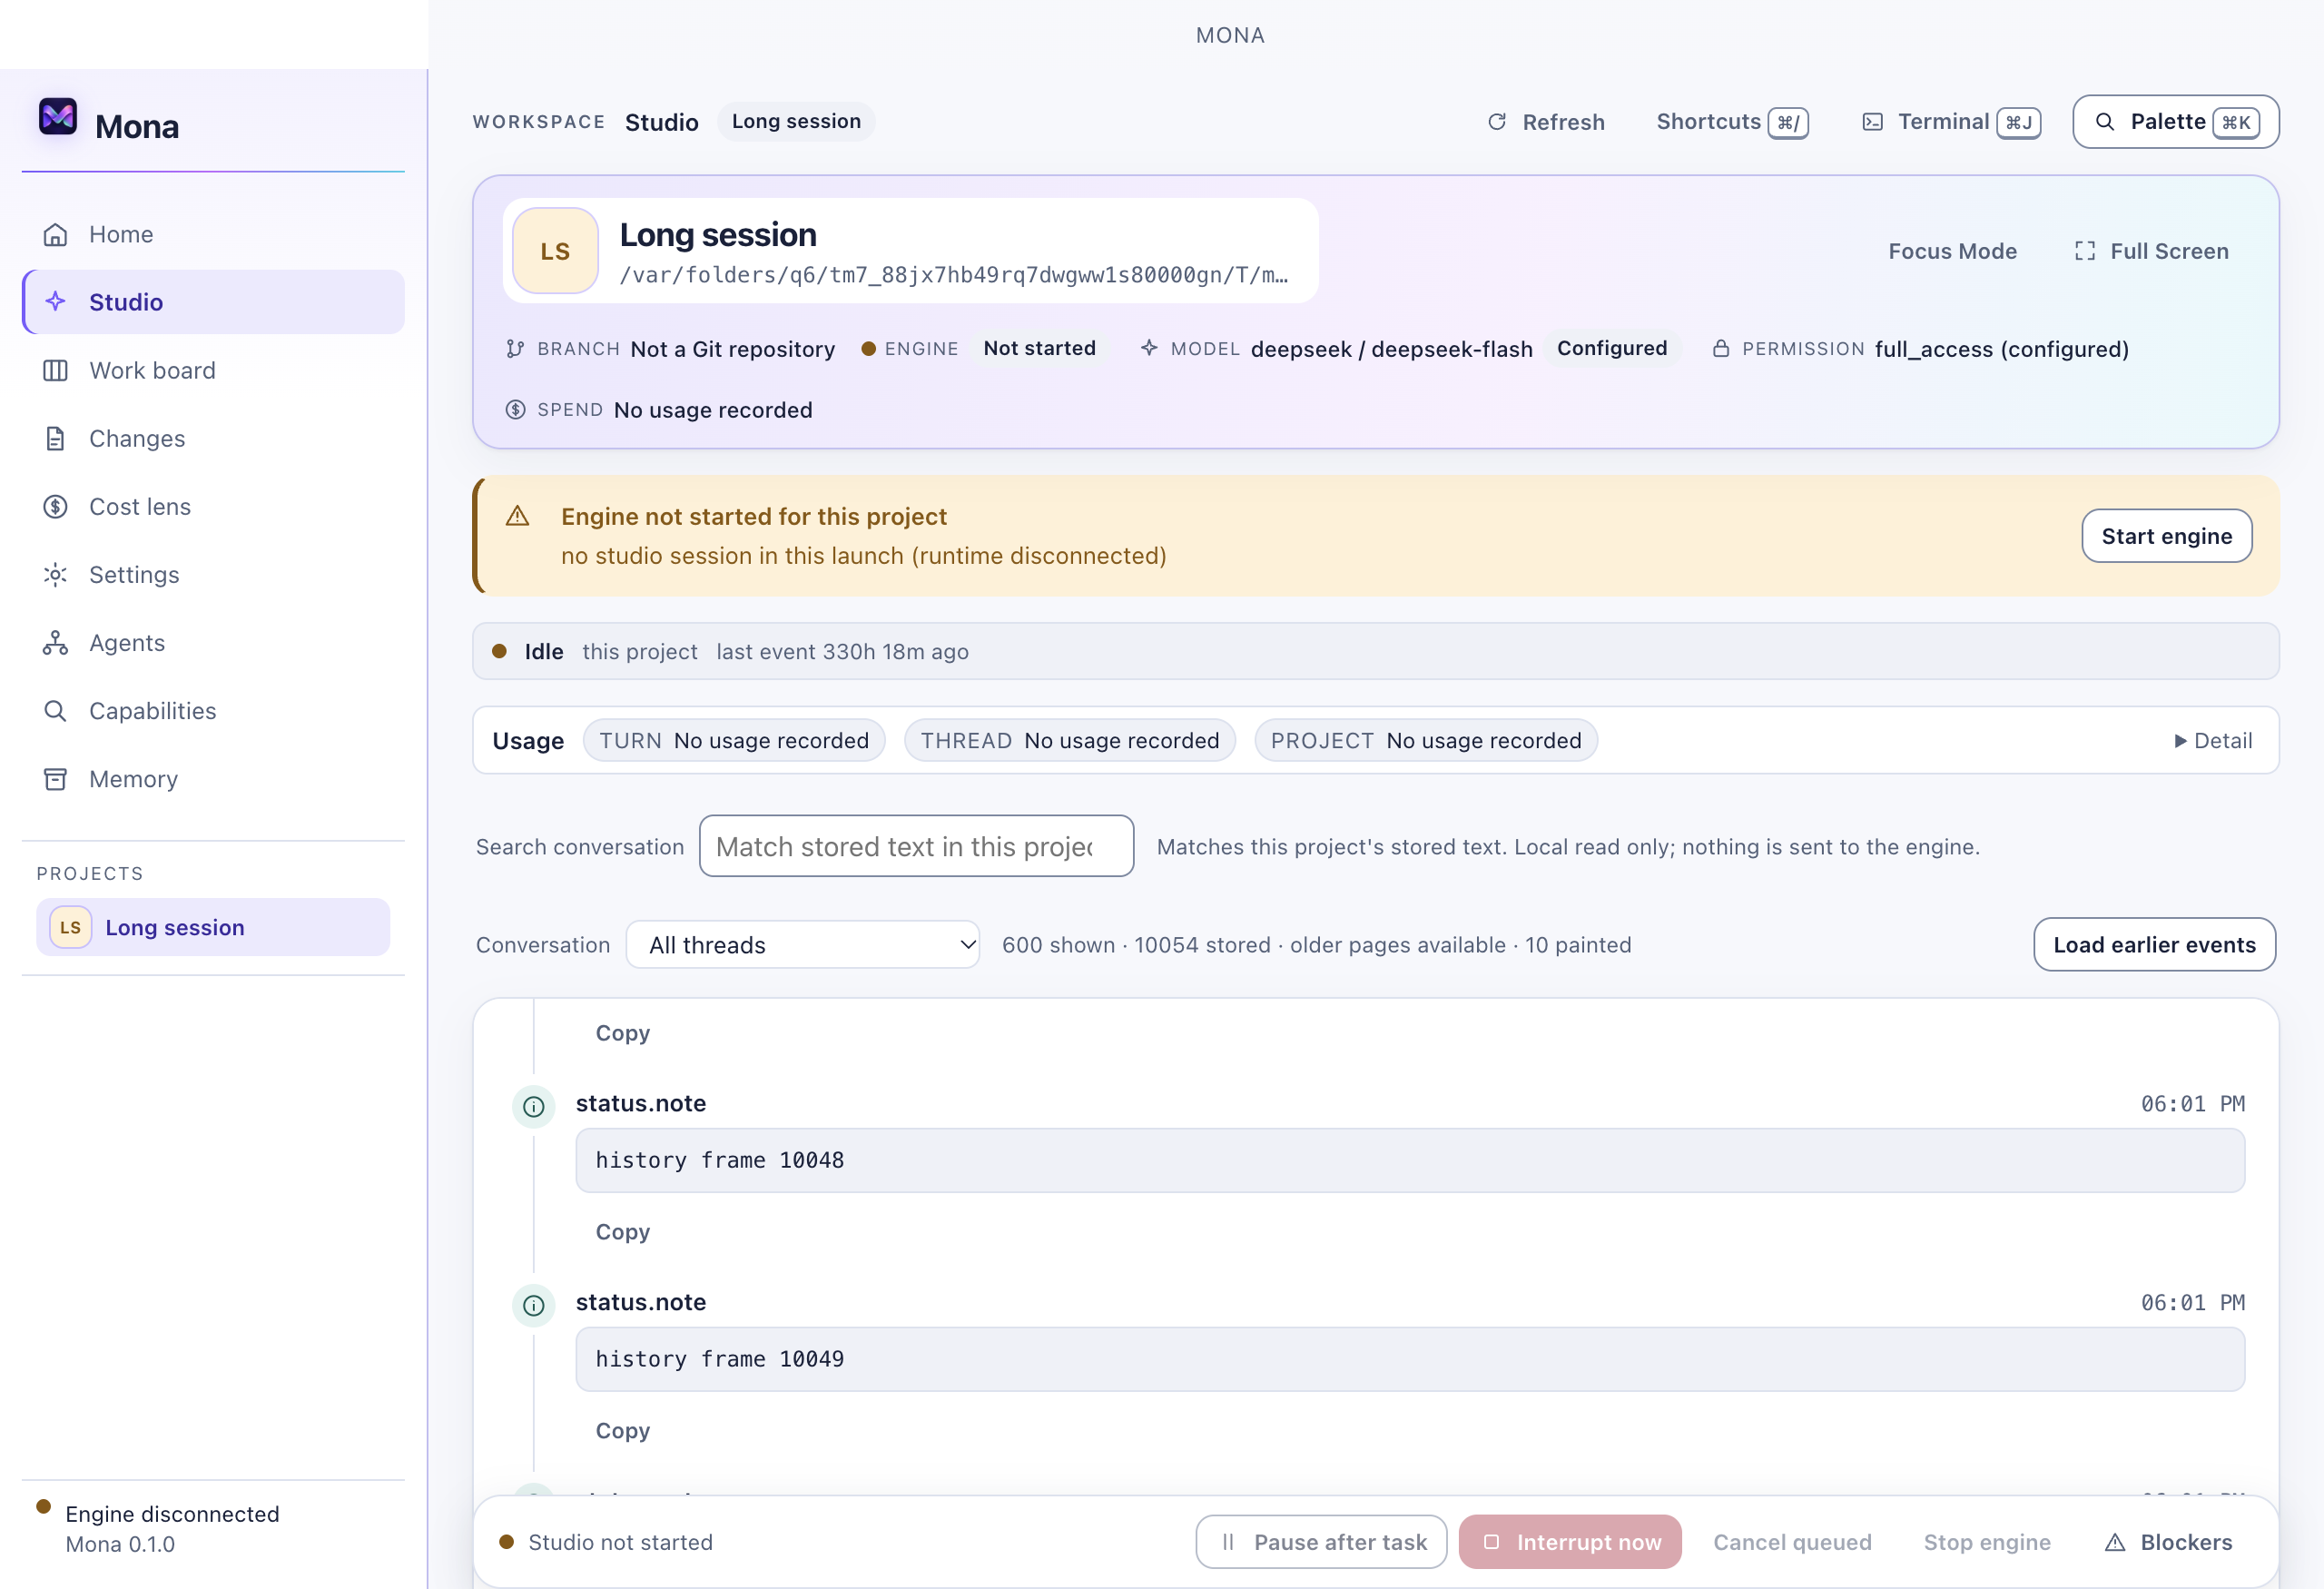 MONA
Mona
Home
Studio
Work board
Changes
Cost lens
Settings
Agents
Capabilities
Memory
PROJECTS
LS Long session
Engine disconnected
Mona 0.1.0
WORKSPACE Studio Long session Refresh Shortcuts ⌘/ Terminal ⌘J Palette ⌘K
LS
Long session
/var/folders/q6/tm7_88jx7hb49rq7dwgww1s80000gn/T/m…
Focus Mode Full Screen
BRANCH Not a Git repository ENGINE Not started MODEL deepseek / deepseek-flash Configured PERMISSION full_access (configured)
SPEND No usage recorded
Engine not started for this project
no studio session in this launch (runtime disconnected)
Start engine
Idle this project last event 330h 18m ago
Usage TURN No usage recorded THREAD No usage recorded PROJECT No usage recorded Detail
Search conversation Match stored text in this projec Matches this project's stored text. Local read only; nothing is sent to the engine.
Conversation All threads 600 shown · 10054 stored · older pages available · 10 painted Load earlier events
Copy
status.note 06:01 PM
history frame 10048
Copy
status.note 06:01 PM
history frame 10049
Copy
Studio not started Pause after task Interrupt now Cancel queued Stop engine Blockers